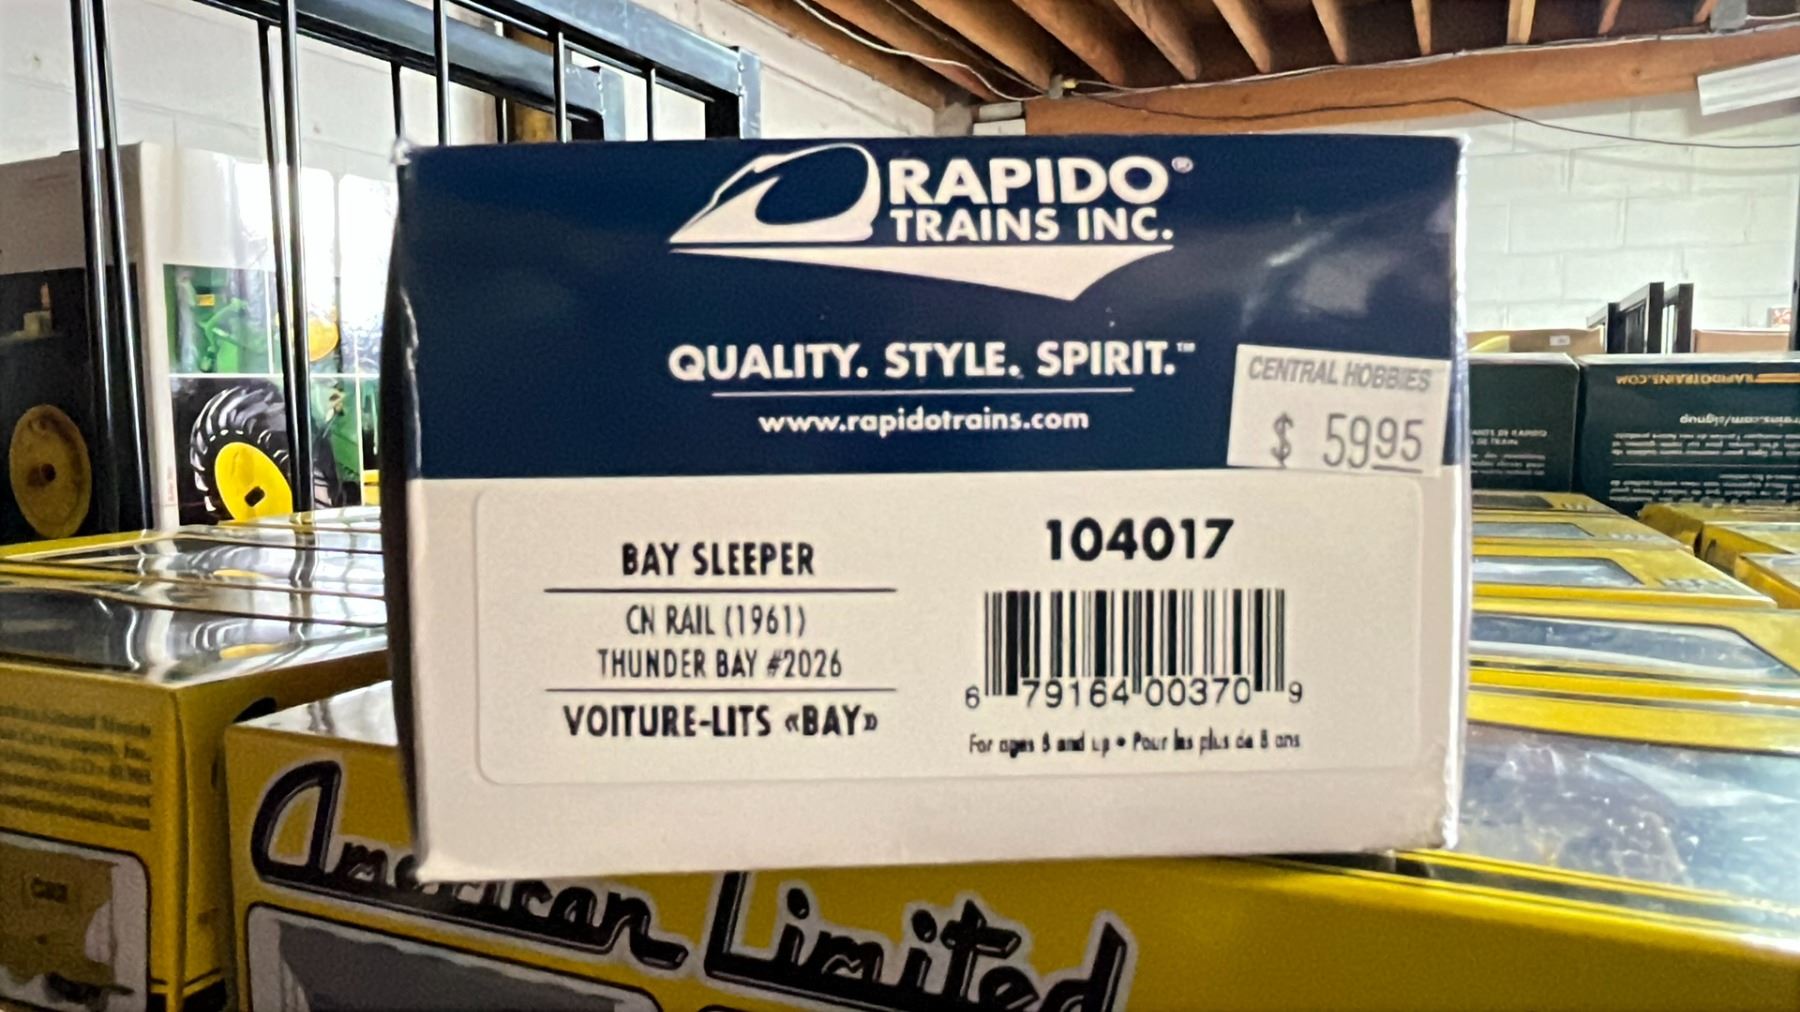 RAPIDO®
TRAINS INC.
QUALITY. STYLE. SPIRIT.™
www.rapidotrains.com
CENTRAL HOBBIES
$ 5995
BAY SLEEPER
CN RAIL (1961)
THUNDER BAY #2026
VOITURE-LITS «BAY»
104017
6 79164 00370 9
For ages 8 and up • Pour les plus de 8 ans
American Limited
RAPIDOTRAINS.COM